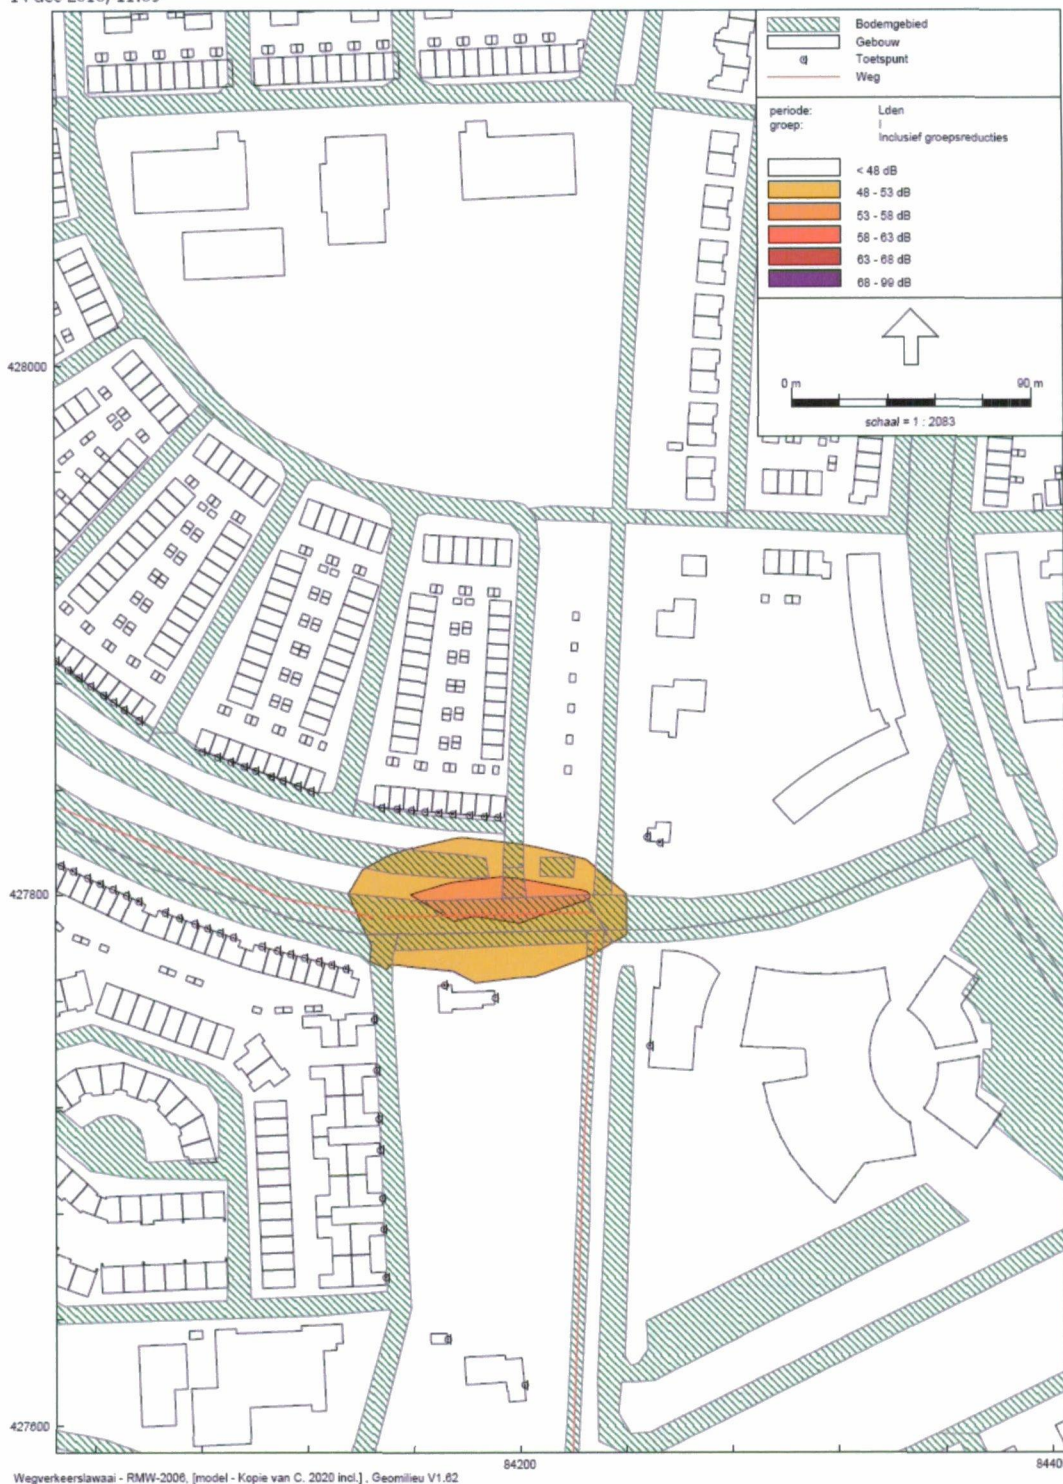 Bodemgebied
Gebouw
Toetspunt
Weg
periode: Lden
groep: l
Inclusief groepsreducties
< 48 dB
48 - 53 dB
53 - 58 dB
58 - 63 dB
63 - 68 dB
68 - 99 dB
0 m 90 m
schaal = 1 : 2083
428000
427800
427600
84200
Wegverkeerslawaai - RMW-2006, [model - Kopie van C. 2020 incl.] , Geomilieu V1.62